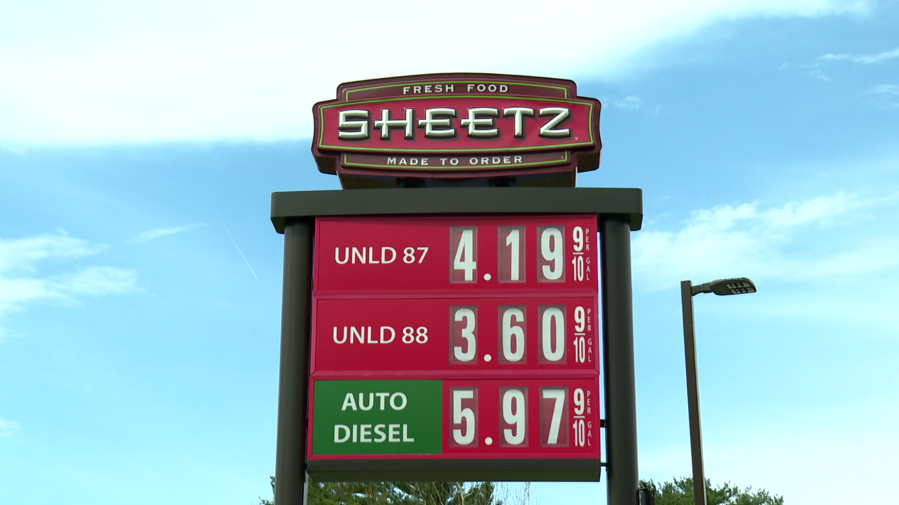 FRESH FOOD
SHEETZ
MADE TO ORDER
UNLD 87 4.19 9/10 PER GAL
UNLD 88 3.60 9/10 PER GAL
AUTO
DIESEL 5.97 9/10 PER GAL